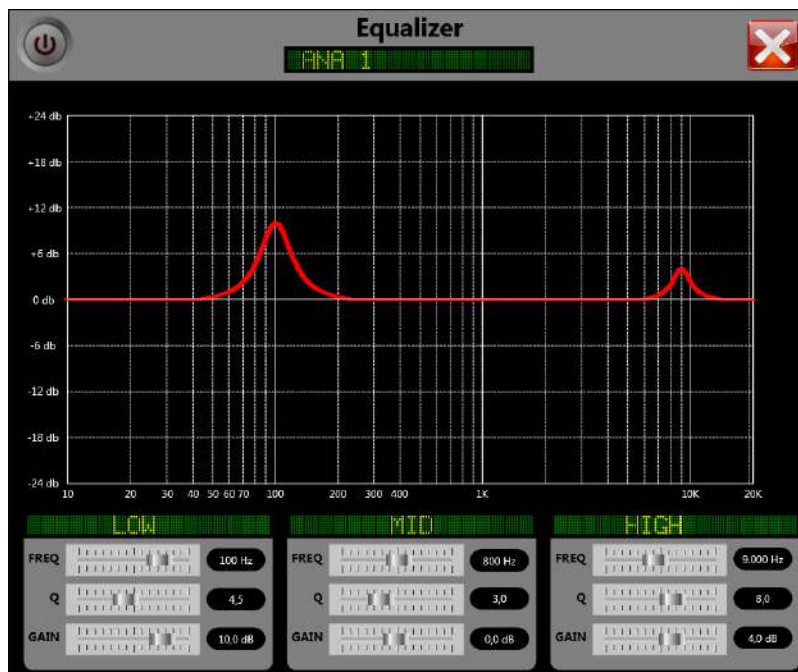 Equalizer
ANA 1
+24 db
+18 db
+12 db
+6 db
0 db
-6 db
-12 db
-18 db
-24 db
10 20 30 40 50 60 70 100 200 300 400 1K 10K 20K
LOW MID HIGH
FREQ 100 Hz FREQ 800 Hz FREQ 9.000 Hz
Q 4,5 Q 3,0 Q 8,0
GAIN 10,0 dB GAIN 0,0 dB GAIN 4,0 dB